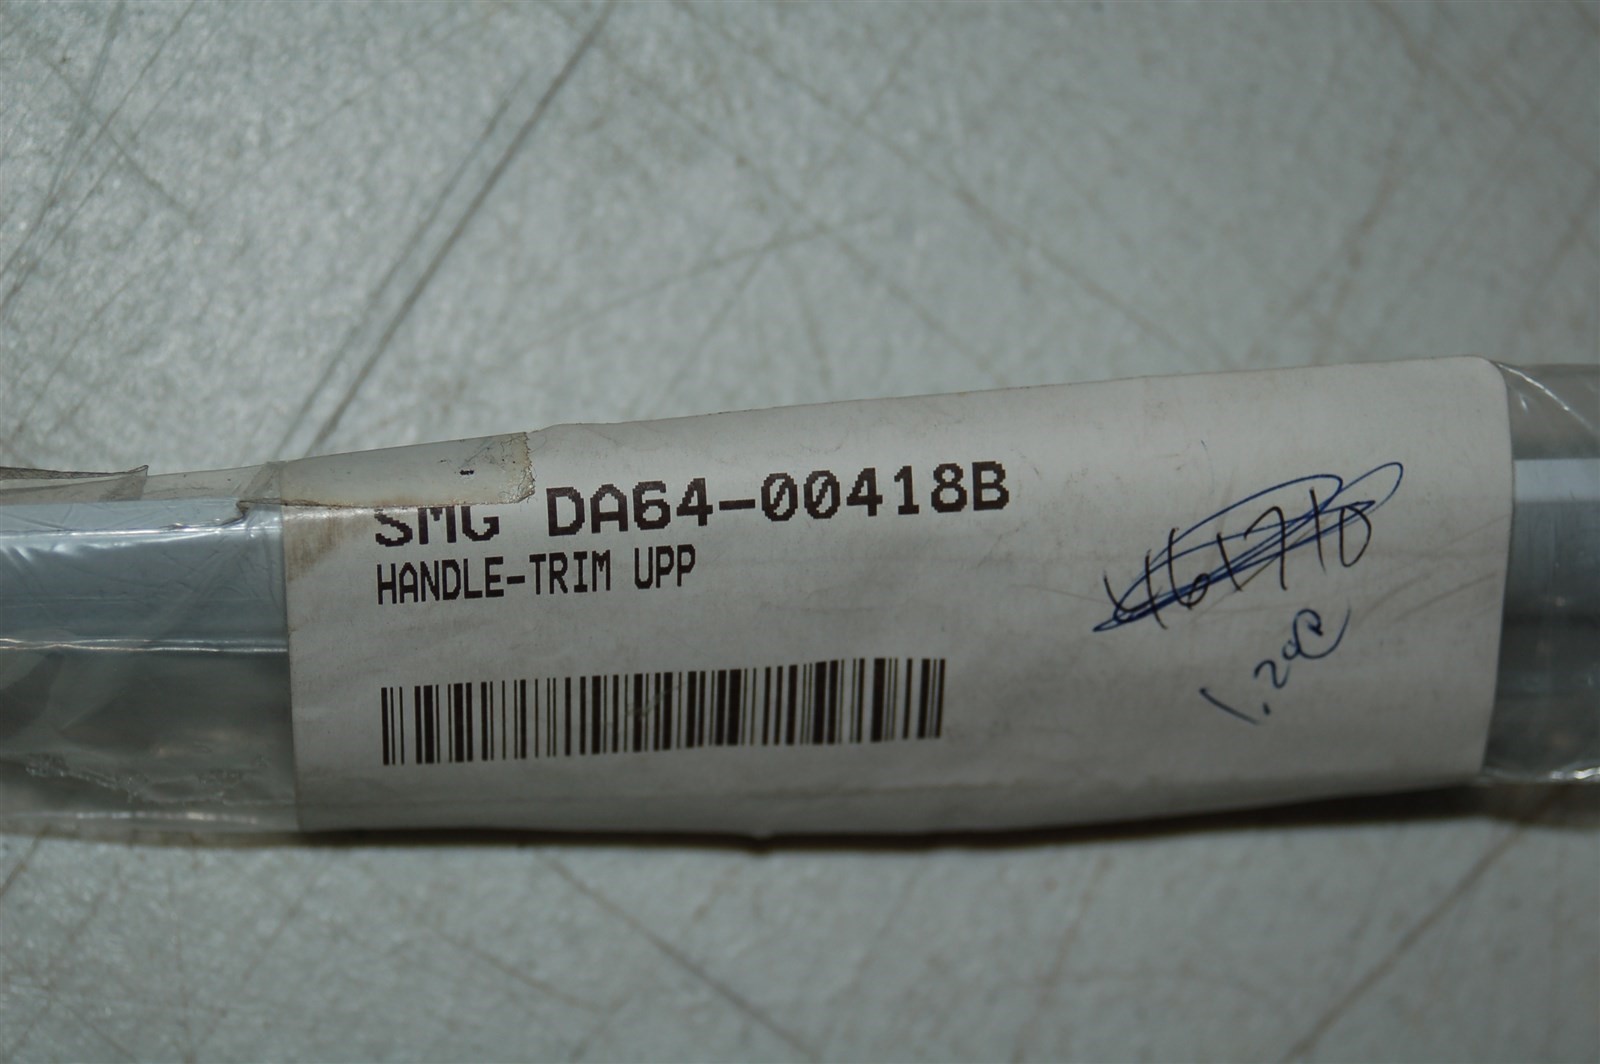 SMG DA64-00418B
HANDLE-TRIM UPP